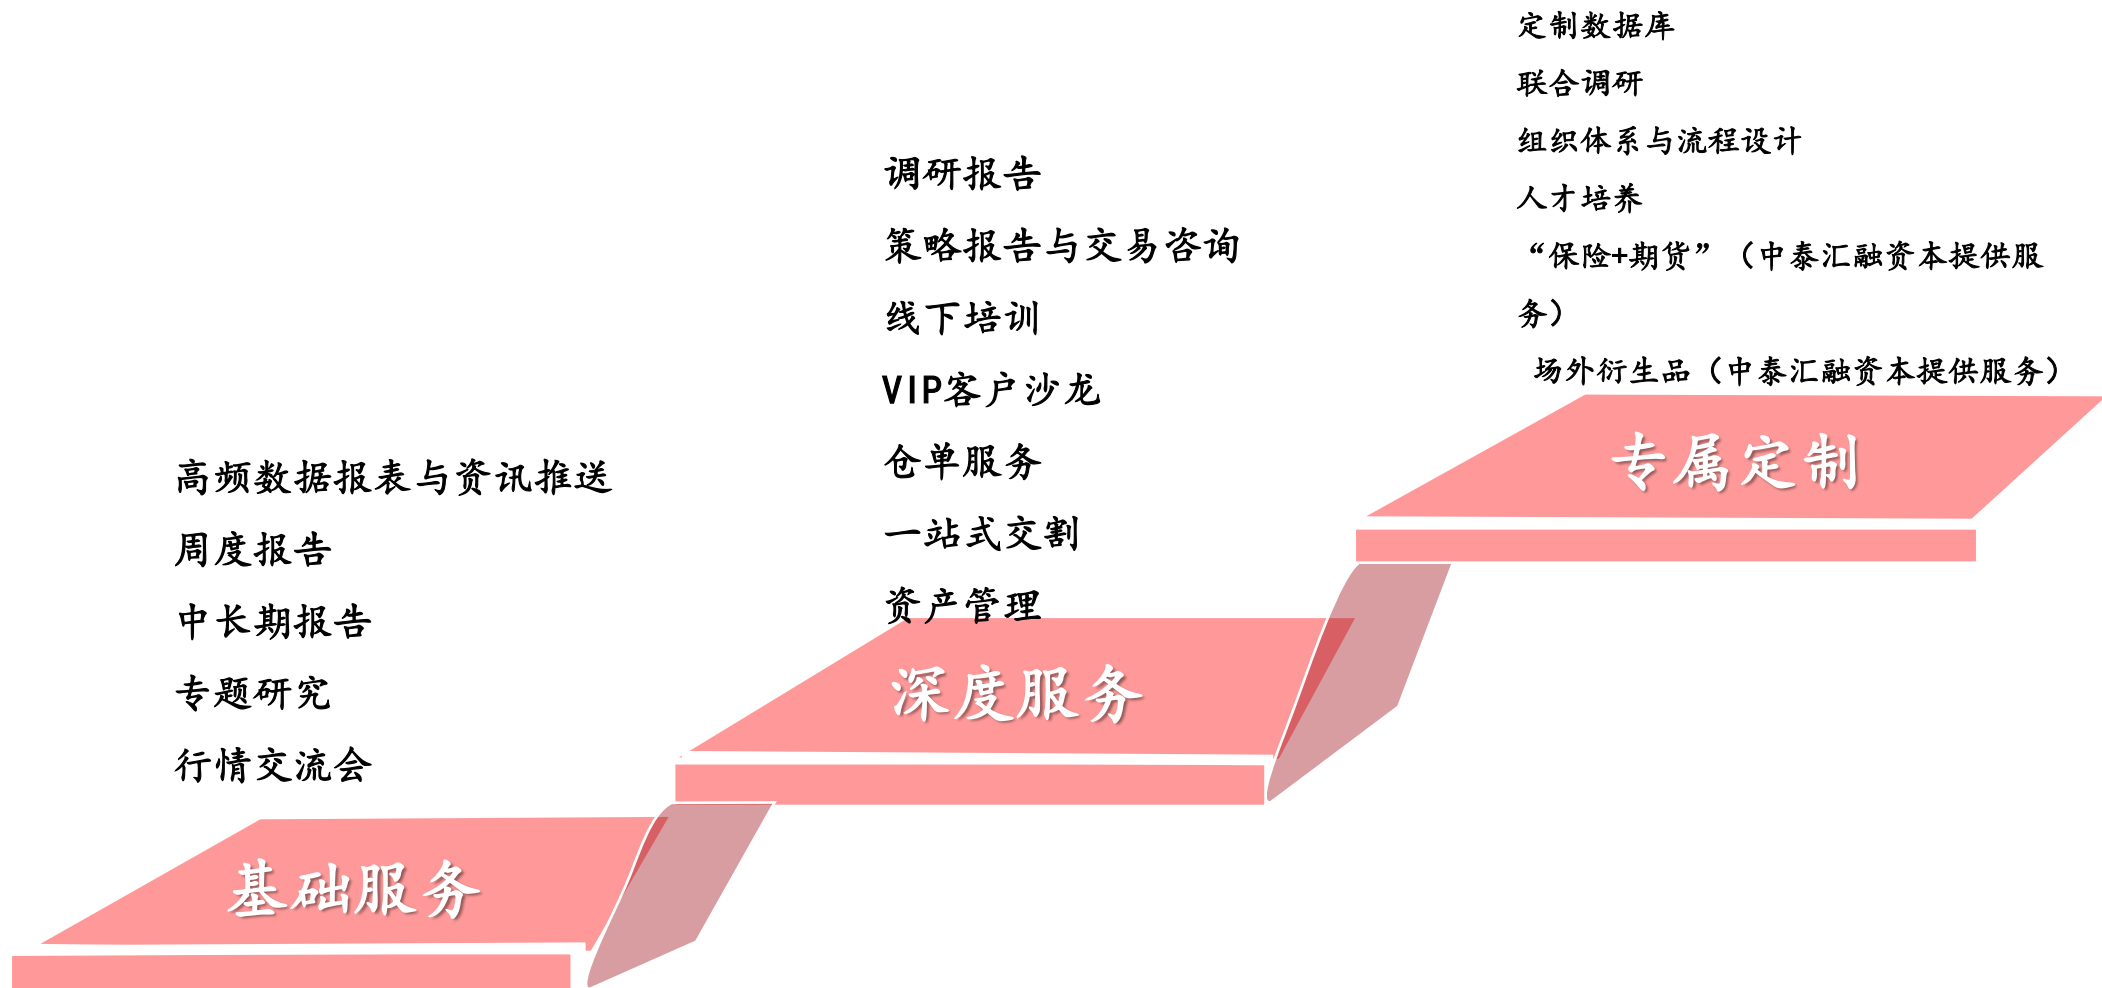 高频数据报表与资讯推送
周度报告
中长期报告
专题研究
行情交流会
基础服务
调研报告
策略报告与交易咨询
线下培训
VIP客户沙龙
仓单服务
一站式交割
资产管理
深度服务
定制数据库
联合调研
组织体系与流程设计
人才培养
“保险+期货”（中泰汇融资本提供服
务）
场外衍生品（中泰汇融资本提供服务）
专属定制